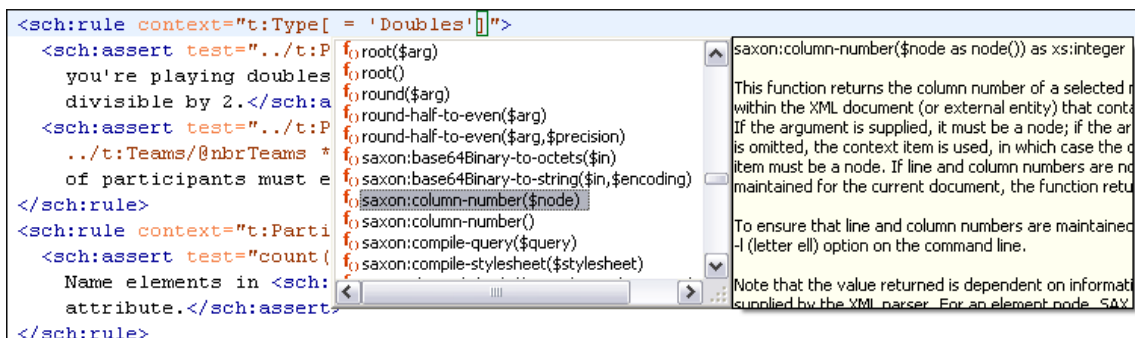 <sch:rule context="t:Type[ = 'Doubles']">
<sch:assert test="../t:P
you're playing doubles
divisible by 2.</sch:a
<sch:assert test="../t:P
../t:Teams/@nbrTeams *
of participants must e
</sch:rule>
<sch:rule context="t:Parti
<sch:assert test="count(
Name elements in <sch:
attribute.</sch:assert>
</sch:rule>
f() root($arg)
f() root()
f() round($arg)
f() round-half-to-even($arg)
f() round-half-to-even($arg,$precision)
f() saxon:base64Binary-to-octets($in)
f() saxon:base64Binary-to-string($in,$encoding)
f() saxon:column-number($node)
f() saxon:column-number()
f() saxon:compile-query($query)
f() saxon:compile-stylesheet($stylesheet)
saxon:column-number($node as node()) as xs:integer
This function returns the column number of a selected
within the XML document (or external entity) that conta
If the argument is supplied, it must be a node; if the ar
is omitted, the context item is used, in which case the
item must be a node. If line and column numbers are no
maintained for the current document, the function retu
To ensure that line and column numbers are maintained
-l (letter ell) option on the command line.
Note that the value returned is dependent on informati
supplied by the XML parser. For an element node, SAX